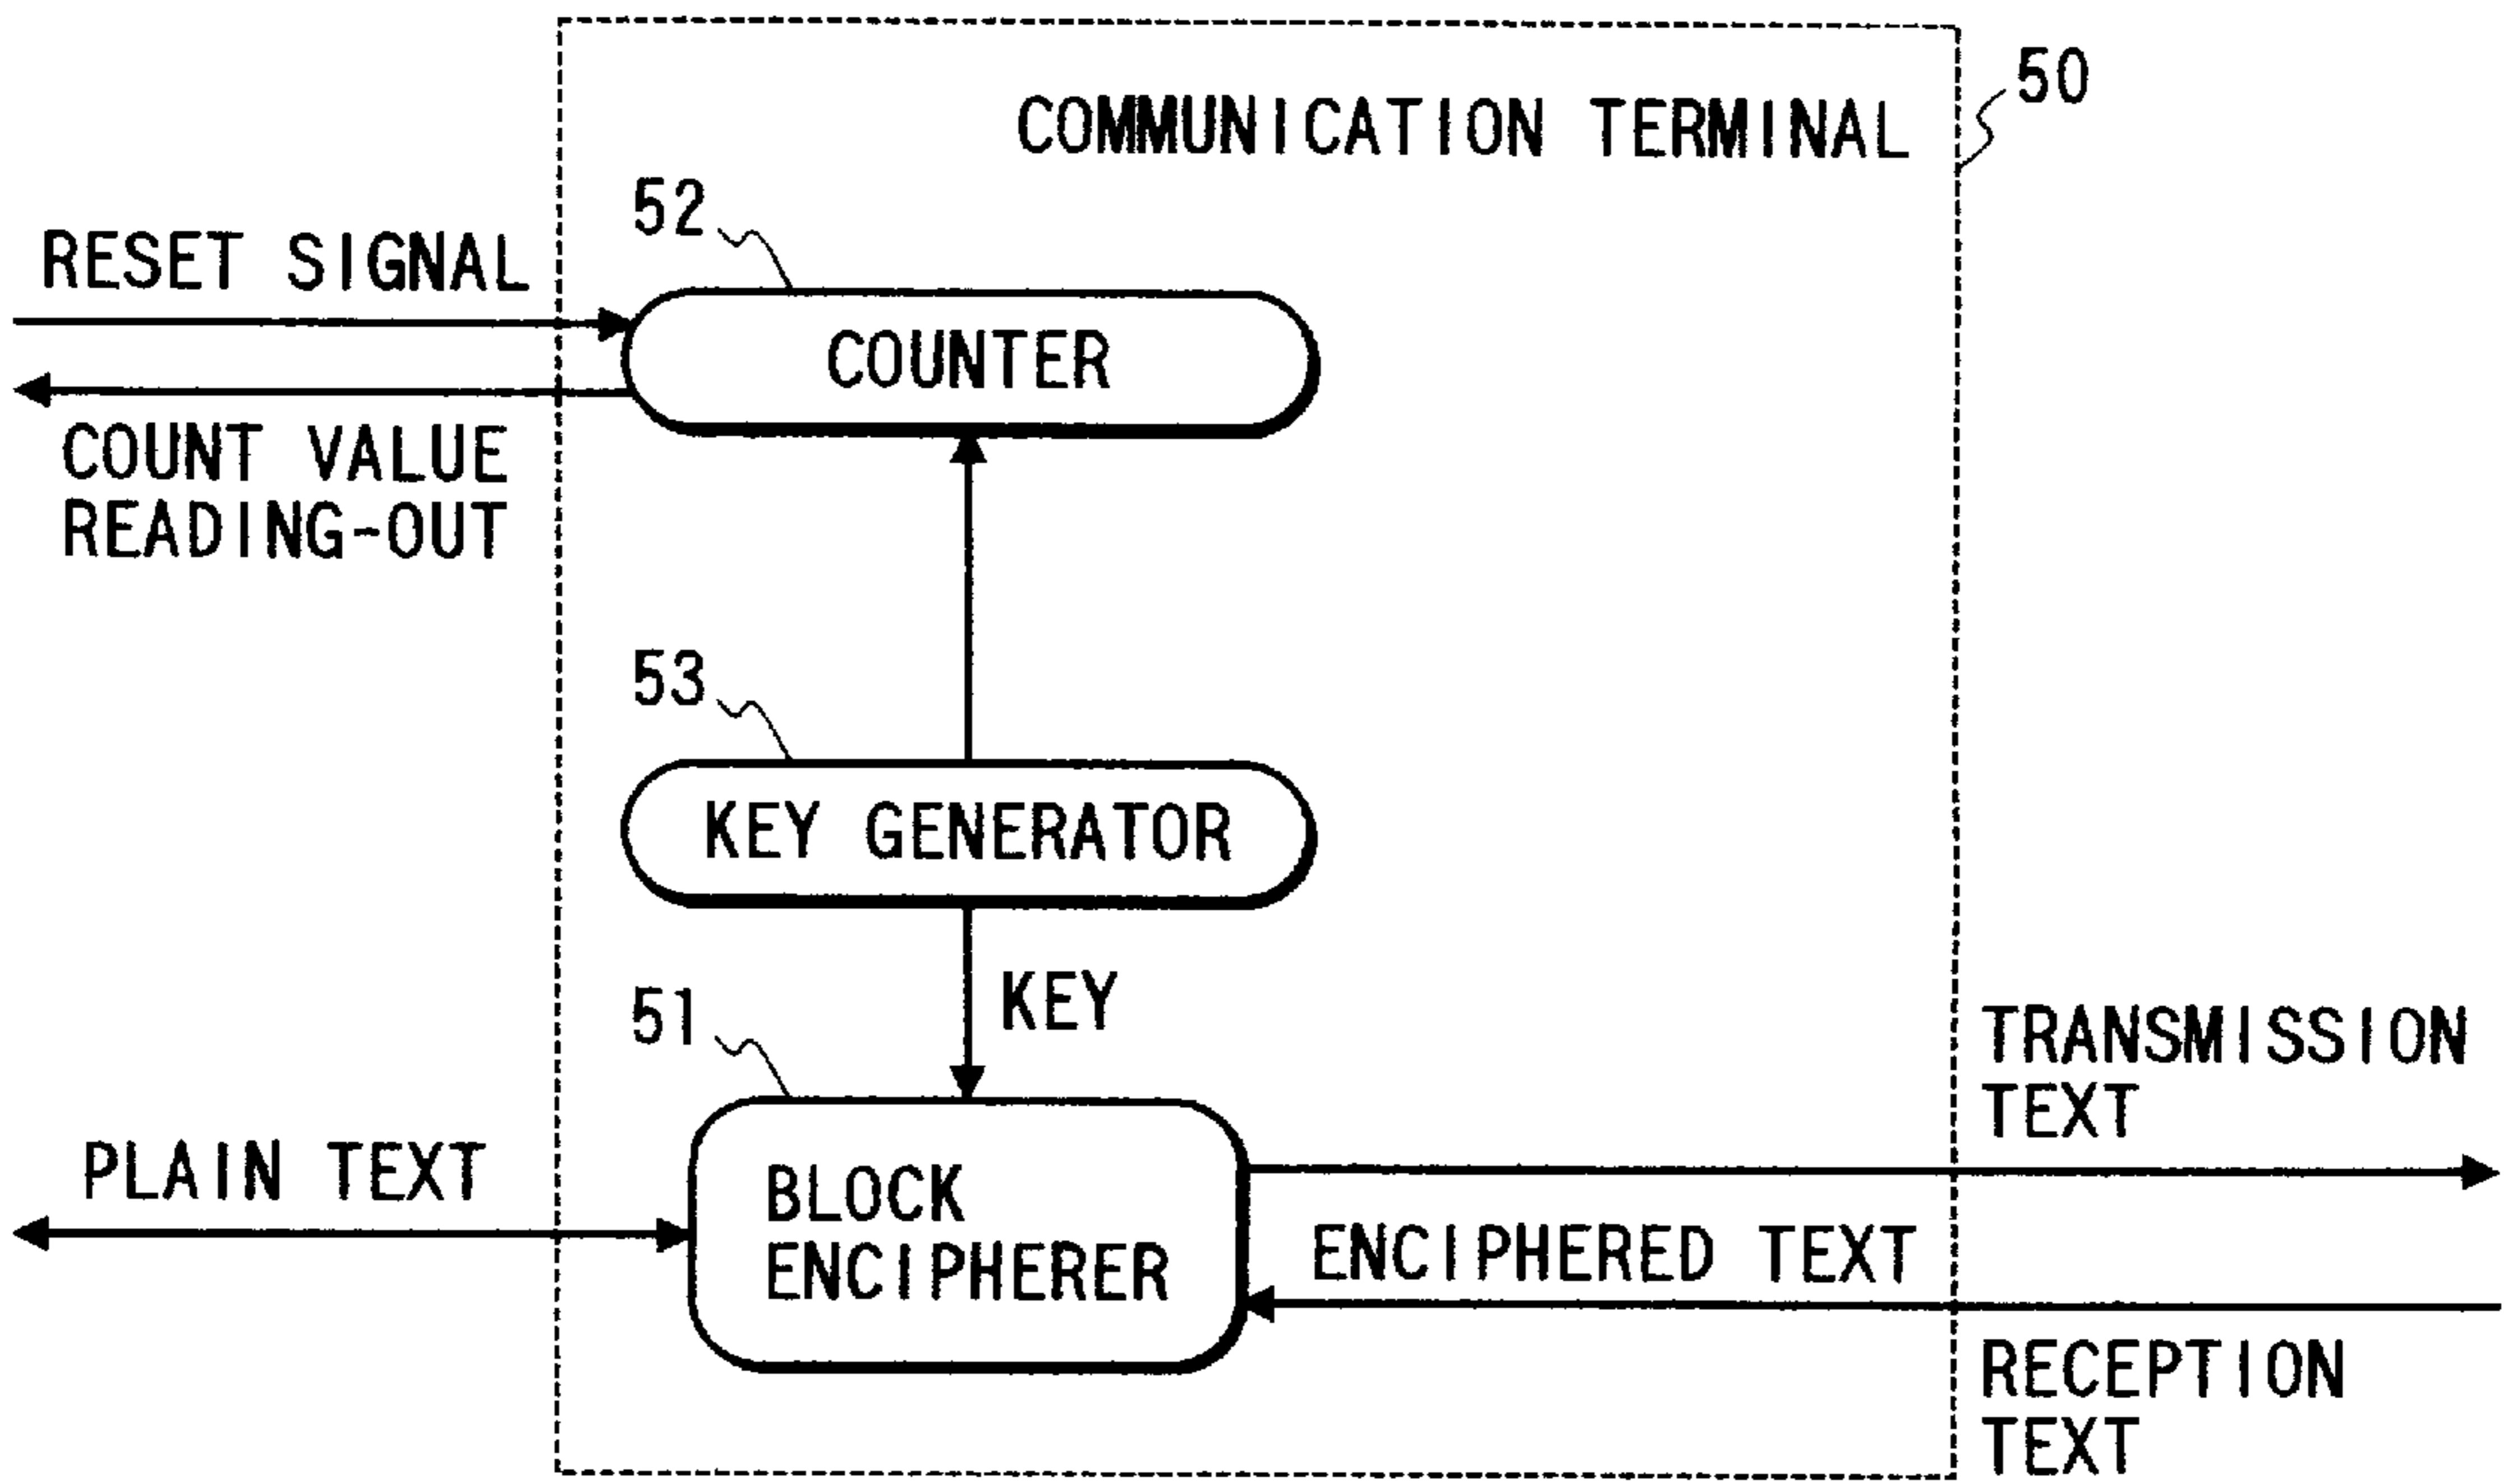 50
COMMUNICATION TERMINAL
52
RESET SIGNAL
COUNTER
COUNT VALUE
READING-OUT
53
KEY GENERATOR
KEY
51
TRANSMISSION
TEXT
PLAIN TEXT
BLOCK
ENCIPHERER
ENCIPHERED TEXT
RECEPTION
TEXT